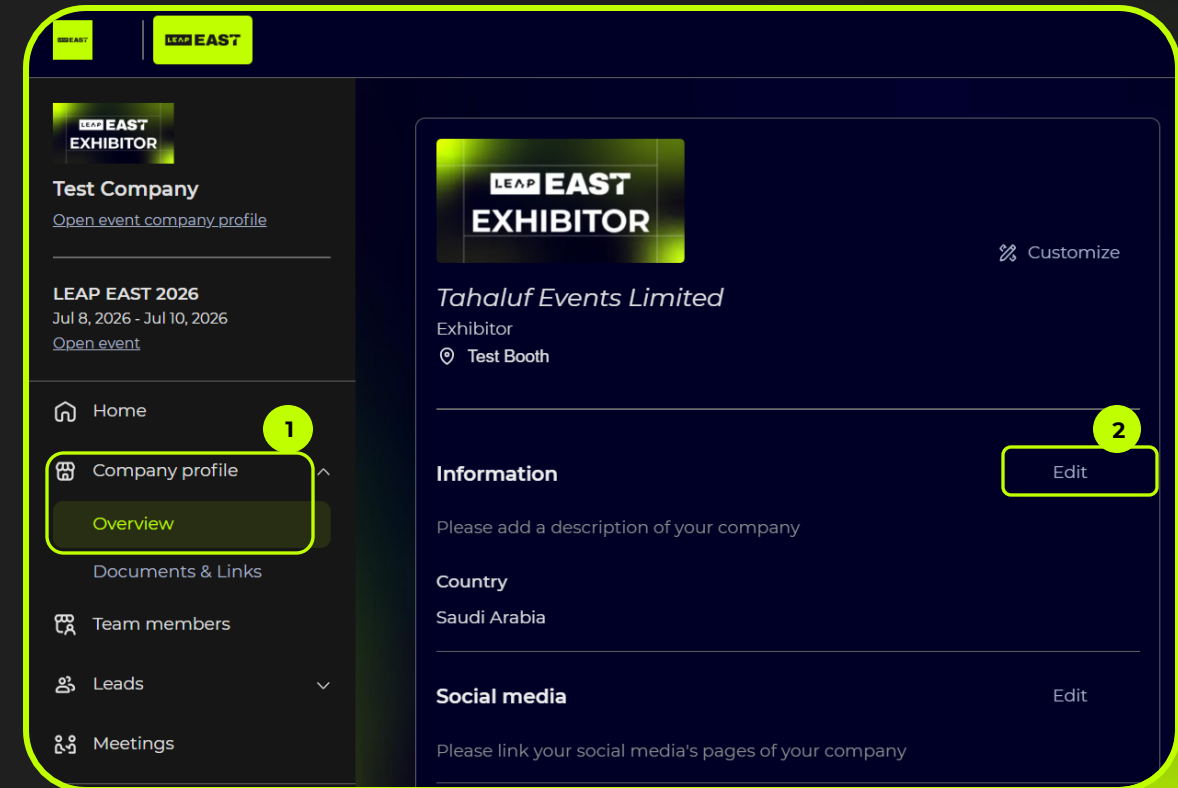 LEAP EAST
LEAP EAST
LEAP EAST
EXHIBITOR
Test Company
Open event company profile
LEAP EAST 2026
Jul 8, 2026 - Jul 10, 2026
Open event
Home
1
Company profile
Overview
Documents & Links
Team members
Leads
Meetings
LEAP EAST
EXHIBITOR
Customize
Tahaluf Events Limited
Exhibitor
Test Booth
2
Information
Edit
Please add a description of your company
Country
Saudi Arabia
Social media
Edit
Please link your social media's pages of your company